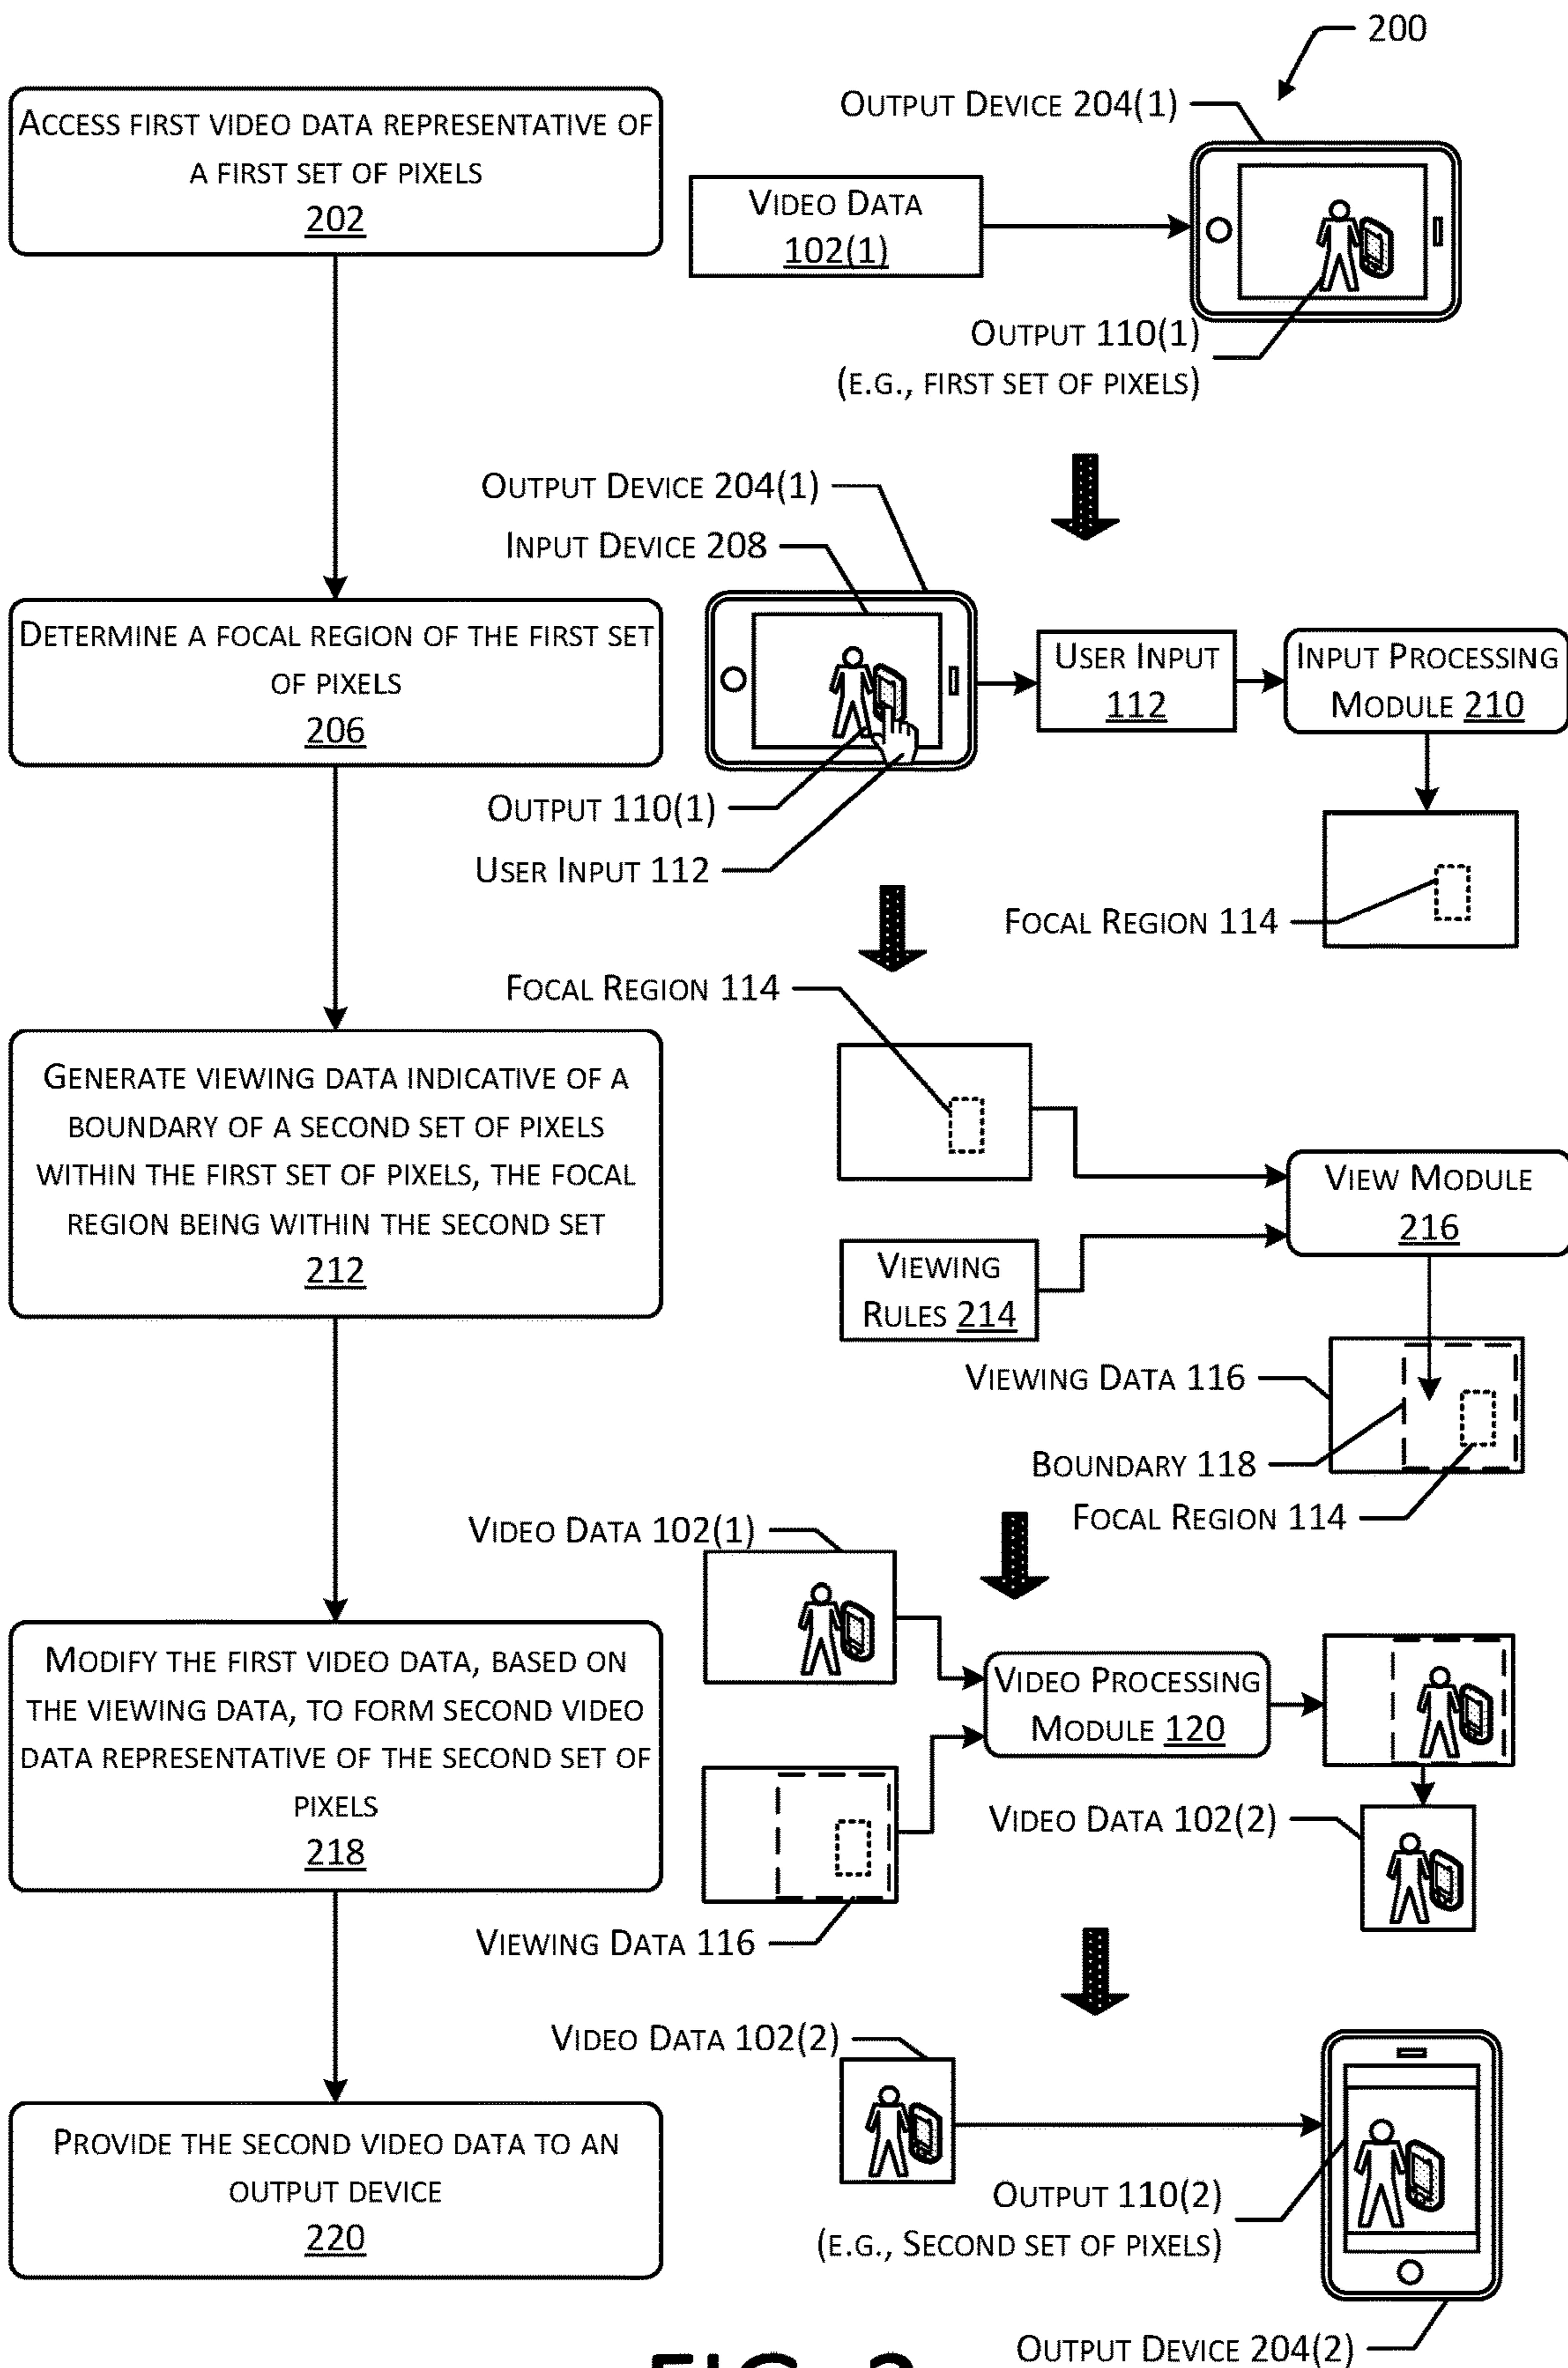 200
OUTPUT DEVICE 204(1)
ACCESS FIRST VIDEO DATA REPRESENTATIVE OF
A FIRST SET OF PIXELS
202
VIDEO DATA
102(1)
OUTPUT 110(1)
(E.G., FIRST SET OF PIXELS)
OUTPUT DEVICE 204(1)
INPUT DEVICE 208
DETERMINE A FOCAL REGION OF THE FIRST SET
OF PIXELS
206
USER INPUT
112
INPUT PROCESSING
MODULE 210
OUTPUT 110(1)
USER INPUT 112
FOCAL REGION 114
FOCAL REGION 114
GENERATE VIEWING DATA INDICATIVE OF A
BOUNDARY OF A SECOND SET OF PIXELS
WITHIN THE FIRST SET OF PIXELS, THE FOCAL
REGION BEING WITHIN THE SECOND SET
212
VIEW MODULE
216
VIEWING
RULES 214
VIEWING DATA 116
BOUNDARY 118
FOCAL REGION 114
VIDEO DATA 102(1)
MODIFY THE FIRST VIDEO DATA, BASED ON
THE VIEWING DATA, TO FORM SECOND VIDEO
DATA REPRESENTATIVE OF THE SECOND SET OF
PIXELS
218
VIDEO PROCESSING
MODULE 120
VIDEO DATA 102(2)
VIEWING DATA 116
VIDEO DATA 102(2)
PROVIDE THE SECOND VIDEO DATA TO AN
OUTPUT DEVICE
220
OUTPUT 110(2)
(E.G., SECOND SET OF PIXELS)
OUTPUT DEVICE 204(2)